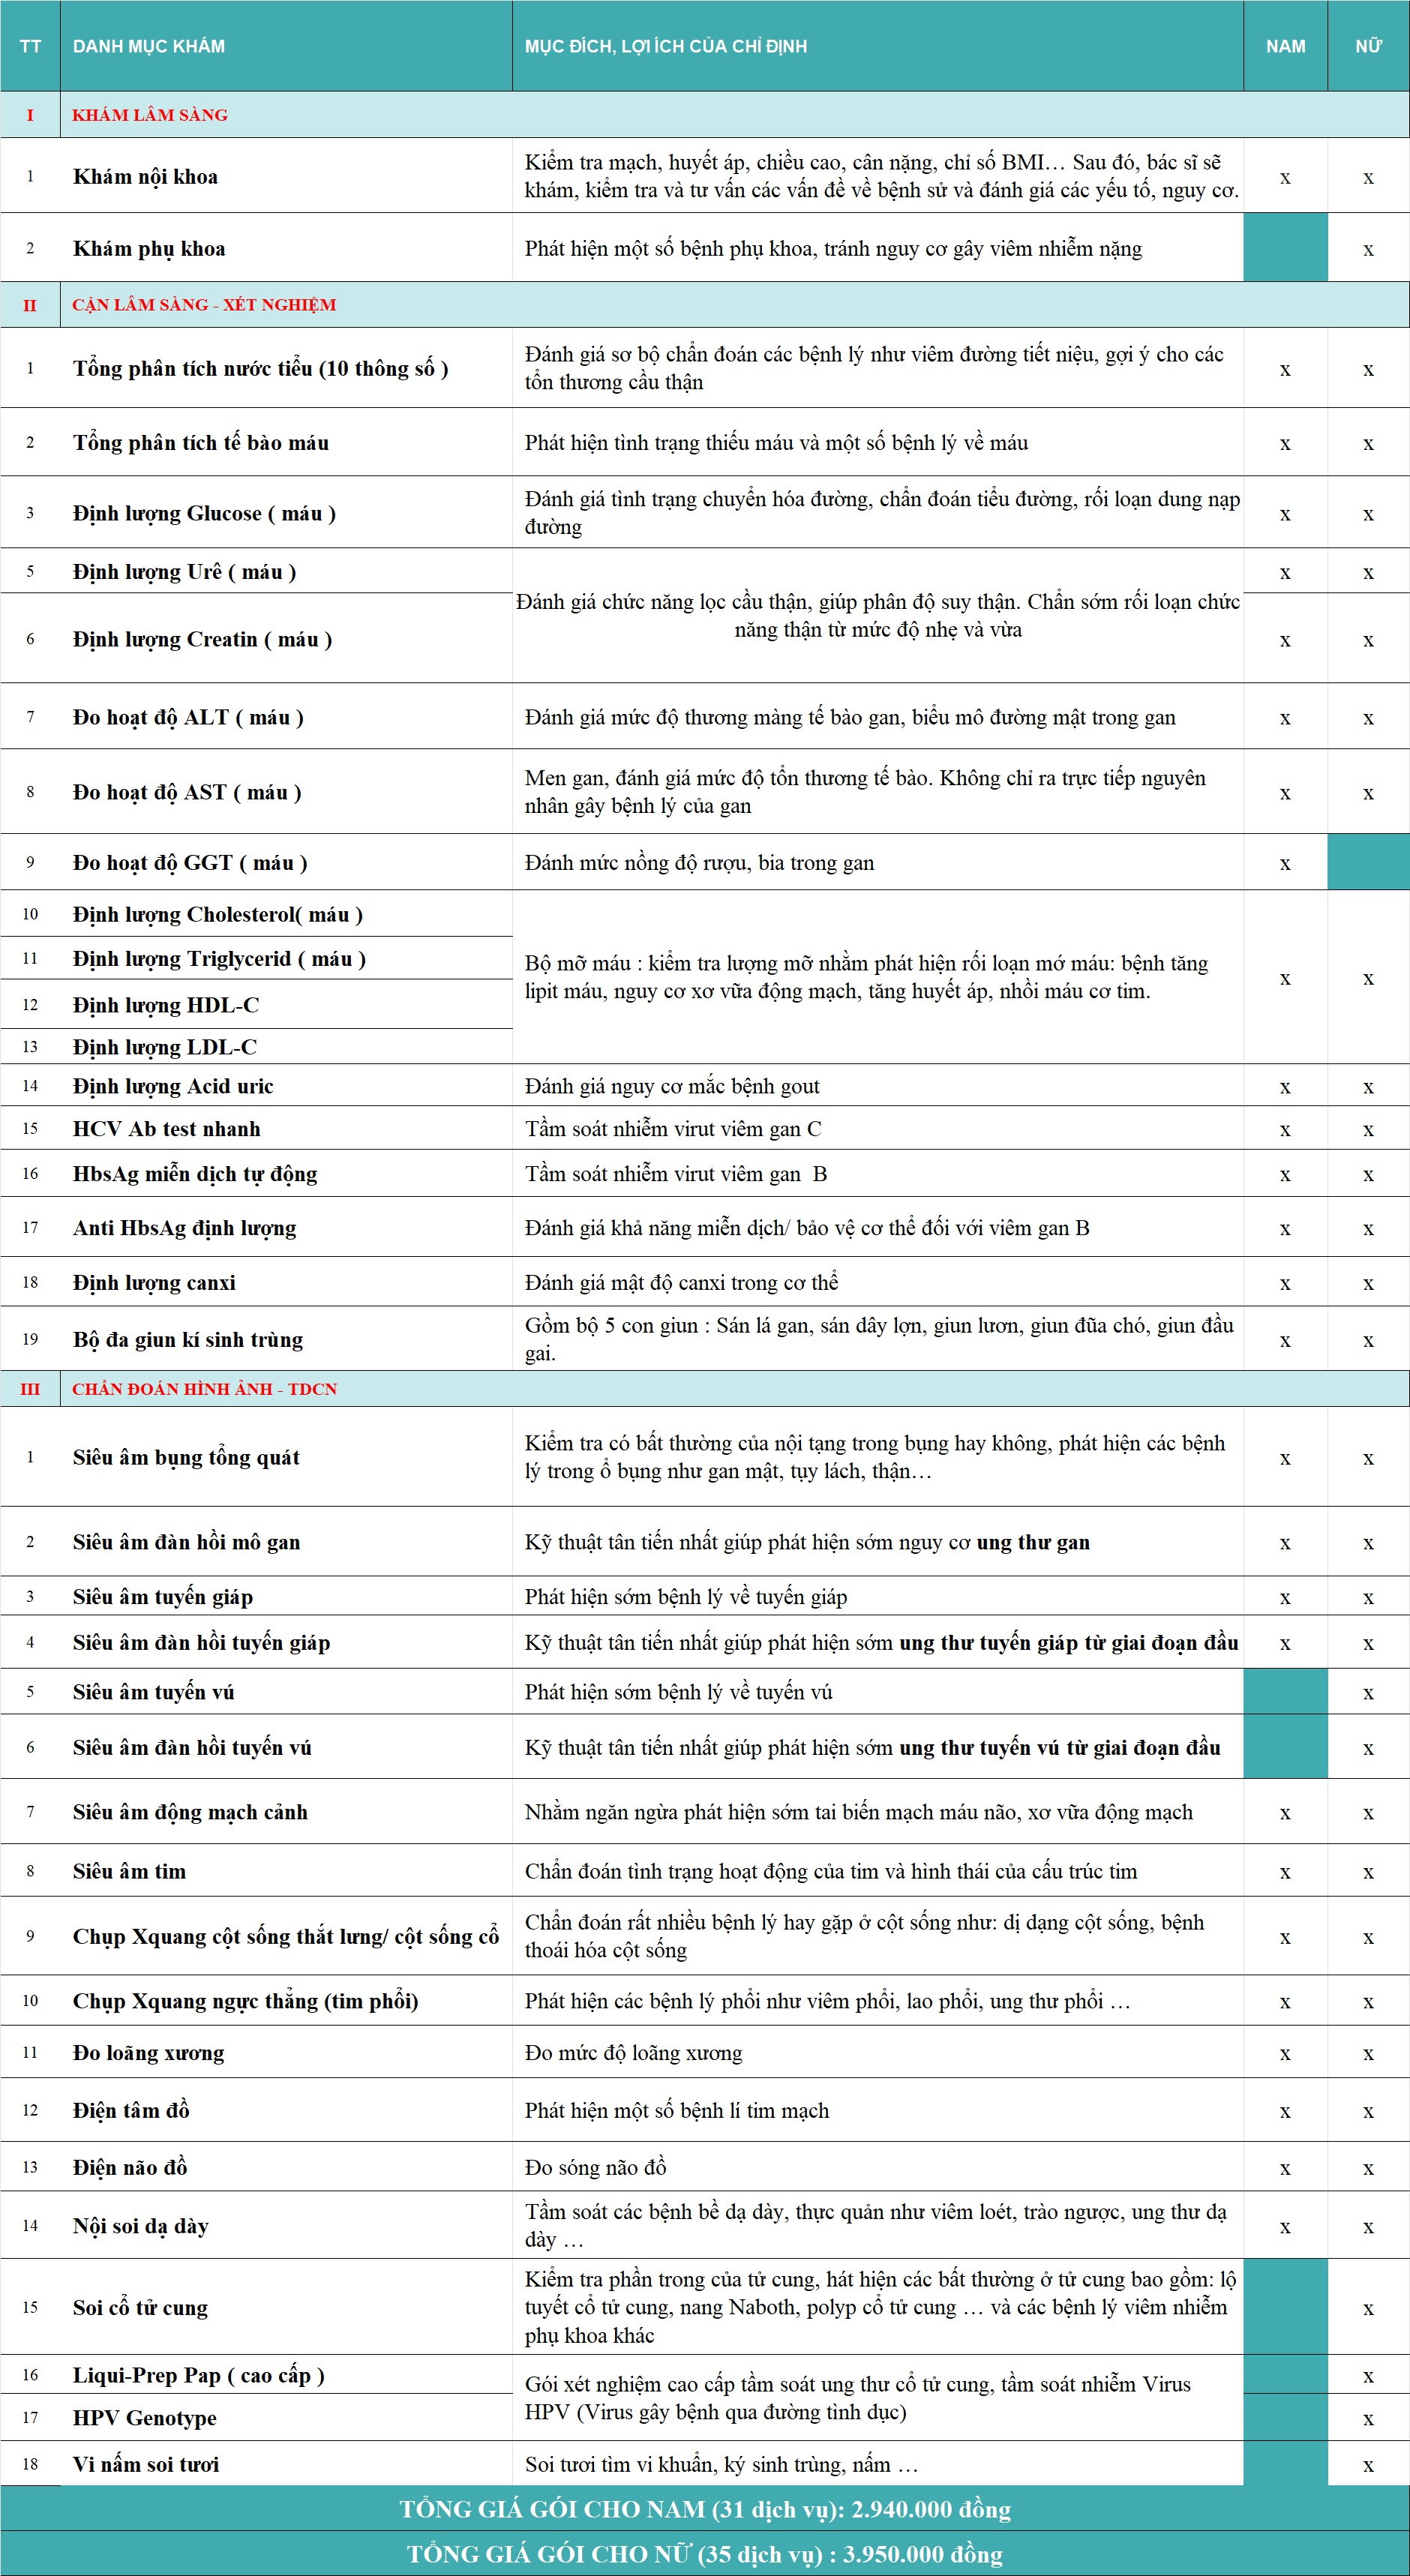 TT DANH MỤC KHÁM MỤC ĐÍCH, LỢI ÍCH CỦA CHỈ ĐỊNH NAM NỮ
I KHÁM LÂM SÀNG
1 Khám nội khoa Kiểm tra mạch, huyết áp, chiều cao, cân nặng, chỉ số BMI… Sau đó, bác sĩ sẽ
khám, kiểm tra và tư vấn các vấn đề về bệnh sử và đánh giá các yếu tố, nguy cơ. x x
2 Khám phụ khoa Phát hiện một số bệnh phụ khoa, tránh nguy cơ gây viêm nhiễm nặng x
II CẬN LÂM SÀNG - XÉT NGHIỆM
1 Tổng phân tích nước tiểu (10 thông số ) Đánh giá sơ bộ chẩn đoán các bệnh lý như viêm đường tiết niệu, gợi ý cho các
tổn thương cầu thận x x
2 Tổng phân tích tế bào máu Phát hiện tình trạng thiếu máu và một số bệnh lý về máu x x
3 Định lượng Glucose ( máu ) Đánh giá tình trạng chuyển hóa đường, chẩn đoán tiểu đường, rối loạn dung nạp
đường x x
5 Định lượng Urê ( máu ) x x
Đánh giá chức năng lọc cầu thận, giúp phân độ suy thận. Chẩn sớm rối loạn chức
năng thận từ mức độ nhẹ và vừa
6 Định lượng Creatin ( máu ) x x
7 Đo hoạt độ ALT ( máu ) Đánh giá mức độ thương màng tế bào gan, biểu mô đường mật trong gan x x
8 Đo hoạt độ AST ( máu ) Men gan, đánh giá mức độ tổn thương tế bào. Không chỉ ra trực tiếp nguyên
nhân gây bệnh lý của gan x x
9 Đo hoạt độ GGT ( máu ) Đánh mức nồng độ rượu, bia trong gan x
10 Định lượng Cholesterol( máu )
11 Định lượng Triglycerid ( máu )
Bộ mỡ máu : kiểm tra lượng mỡ nhằm phát hiện rối loạn mớ máu: bệnh tăng
lipit máu, nguy cơ xơ vữa động mạch, tăng huyết áp, nhồi máu cơ tim. x x
12 Định lượng HDL-C
13 Định lượng LDL-C
14 Định lượng Acid uric Đánh giá nguy cơ mắc bệnh gout x x
15 HCV Ab test nhanh Tầm soát nhiễm virut viêm gan C x x
16 HbsAg miễn dịch tự động Tầm soát nhiễm virut viêm gan B x x
17 Anti HbsAg định lượng Đánh giá khả năng miễn dịch/ bảo vệ cơ thể đối với viêm gan B x x
18 Định lượng canxi Đánh giá mật độ canxi trong cơ thể x x
19 Bộ đa giun kí sinh trùng Gồm bộ 5 con giun : Sán lá gan, sán dây lợn, giun lươn, giun đũa chó, giun đầu
gai. x x
III CHẨN ĐOÁN HÌNH ẢNH - TDCN
1 Siêu âm bụng tổng quát Kiểm tra có bất thường của nội tạng trong bụng hay không, phát hiện các bệnh
lý trong ổ bụng như gan mật, tụy lách, thận… x x
2 Siêu âm đàn hồi mô gan Kỹ thuật tân tiến nhất giúp phát hiện sớm nguy cơ ung thư gan x x
3 Siêu âm tuyến giáp Phát hiện sớm bệnh lý về tuyến giáp x x
4 Siêu âm đàn hồi tuyến giáp Kỹ thuật tân tiến nhất giúp phát hiện sớm ung thư tuyến giáp từ giai đoạn đầu x x
5 Siêu âm tuyến vú Phát hiện sớm bệnh lý về tuyến vú x
6 Siêu âm đàn hồi tuyến vú Kỹ thuật tân tiến nhất giúp phát hiện sớm ung thư tuyến vú từ giai đoạn đầu x
7 Siêu âm động mạch cảnh Nhằm ngăn ngừa phát hiện sớm tai biến mạch máu não, xơ vữa động mạch x x
8 Siêu âm tim Chẩn đoán tình trạng hoạt động của tim và hình thái của cấu trúc tim x x
9 Chụp Xquang cột sống thắt lưng/ cột sống cổ Chẩn đoán rất nhiều bệnh lý hay gặp ở cột sống như: dị dạng cột sống, bệnh
thoái hóa cột sống x x
10 Chụp Xquang ngực thẳng (tim phổi) Phát hiện các bệnh lý phổi như viêm phổi, lao phổi, ung thư phổi … x x
11 Đo loãng xương Đo mức độ loãng xương x x
12 Điện tâm đồ Phát hiện một số bệnh lí tim mạch x x
13 Điện não đồ Đo sóng não đồ x x
14 Nội soi dạ dày Tầm soát các bệnh bề dạ dày, thực quản như viêm loét, trào ngược, ung thư dạ
dày … x x
15 Soi cổ tử cung Kiểm tra phần trong của tử cung, hát hiện các bất thường ở tử cung bao gồm: lộ
tuyết cổ tử cung, nang Naboth, polyp cổ tử cung … và các bệnh lý viêm nhiễm
phụ khoa khác x
16 Liqui-Prep Pap ( cao cấp ) x
Gói xét nghiệm cao cấp tầm soát ung thư cổ tử cung, tầm soát nhiễm Virus
HPV (Virus gây bệnh qua đường tình dục)
17 HPV Genotype x
18 Vi nấm soi tươi Soi tươi tìm vi khuẩn, ký sinh trùng, nấm … x
TỔNG GIÁ GÓI CHO NAM (31 dịch vụ): 2.940.000 đồng
TỔNG GIÁ GÓI CHO NỮ (35 dịch vụ) : 3.950.000 đồng